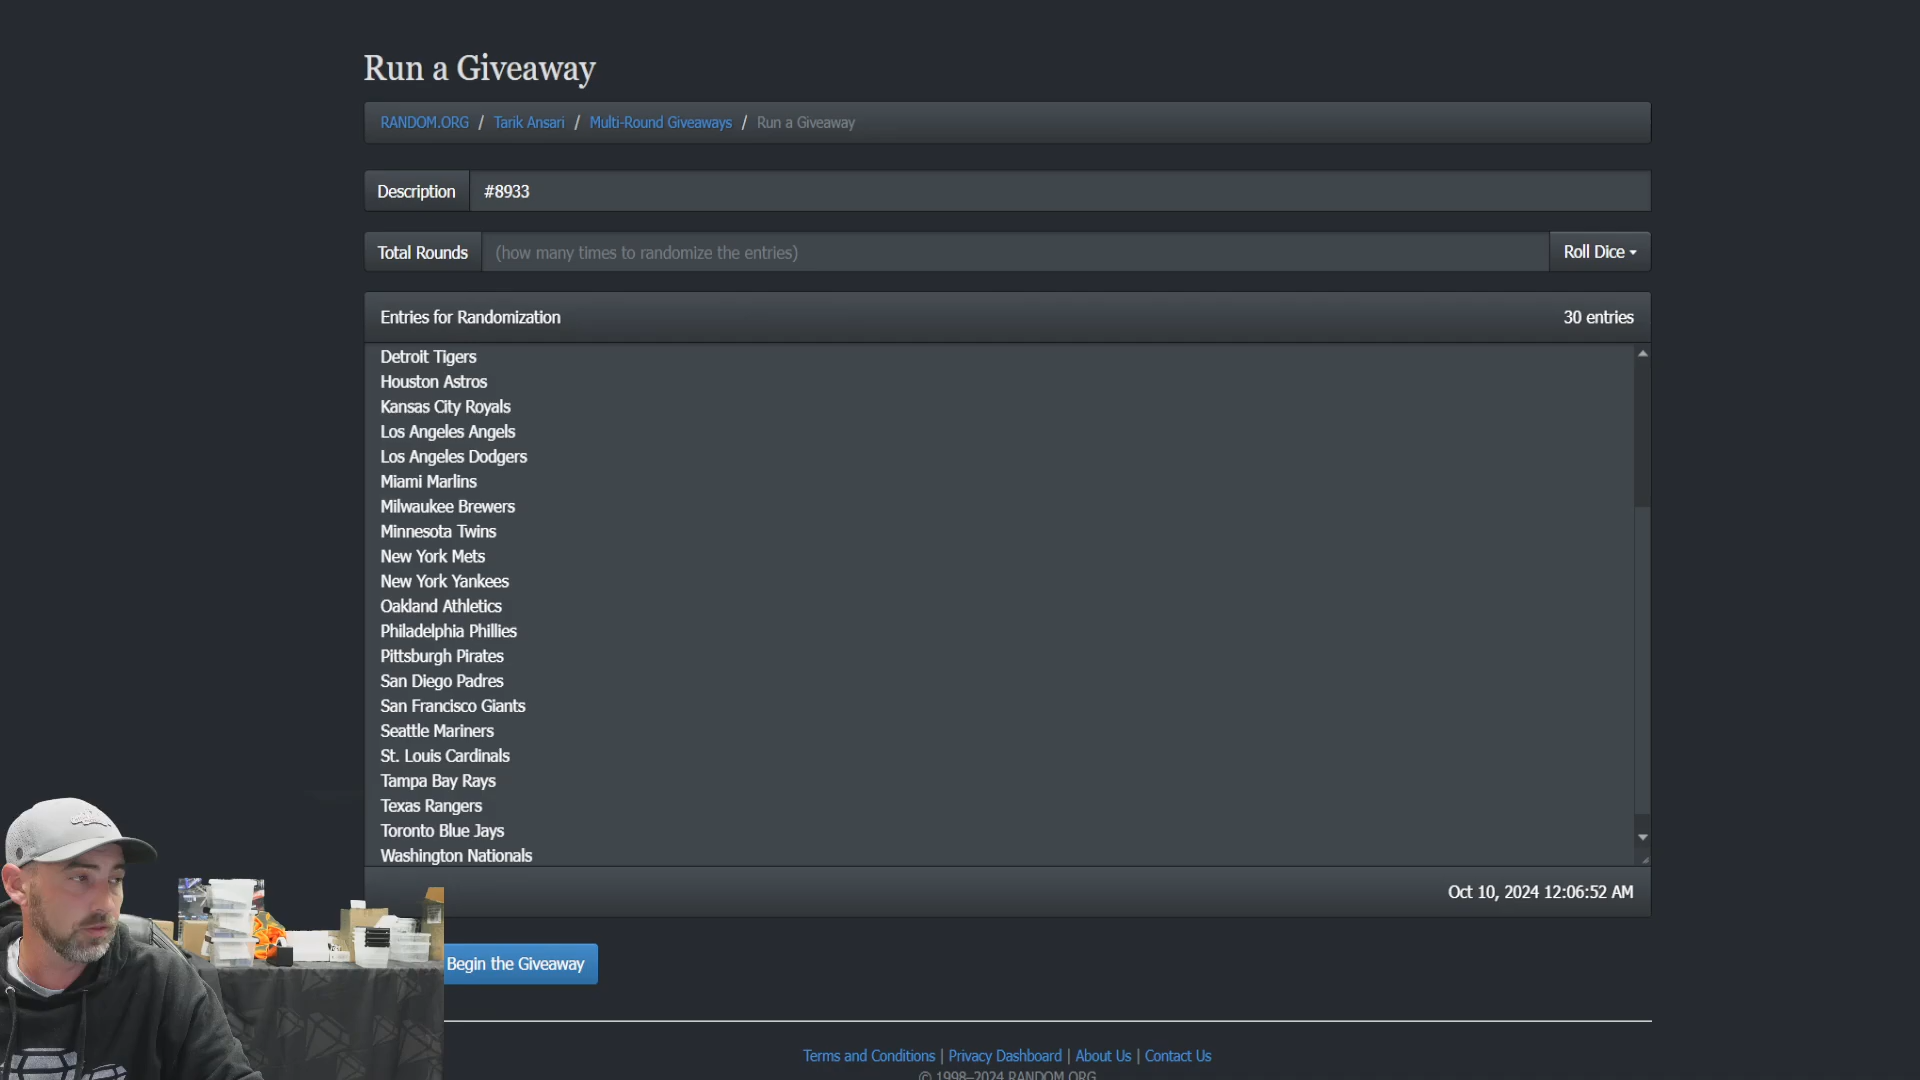 Run a Giveaway
RANDOM.ORG / Tarik Ansari / Multi-Round Giveaways / Run a Giveaway
Description #8933
Total Rounds (how many times to randomize the entries) Roll Dice
Entries for Randomization 30 entries
Detroit Tigers
Houston Astros
Kansas City Royals
Los Angeles Angels
Los Angeles Dodgers
Miami Marlins
Milwaukee Brewers
Minnesota Twins
New York Mets
New York Yankees
Oakland Athletics
Philadelphia Phillies
Pittsburgh Pirates
San Diego Padres
San Francisco Giants
Seattle Mariners
St. Louis Cardinals
Tampa Bay Rays
Texas Rangers
Toronto Blue Jays
Washington Nationals
Oct 10, 2024 12:06:52 AM
Begin the Giveaway
Terms and Conditions | Privacy Dashboard | About Us | Contact Us
© 1998–2024 RANDOM.ORG